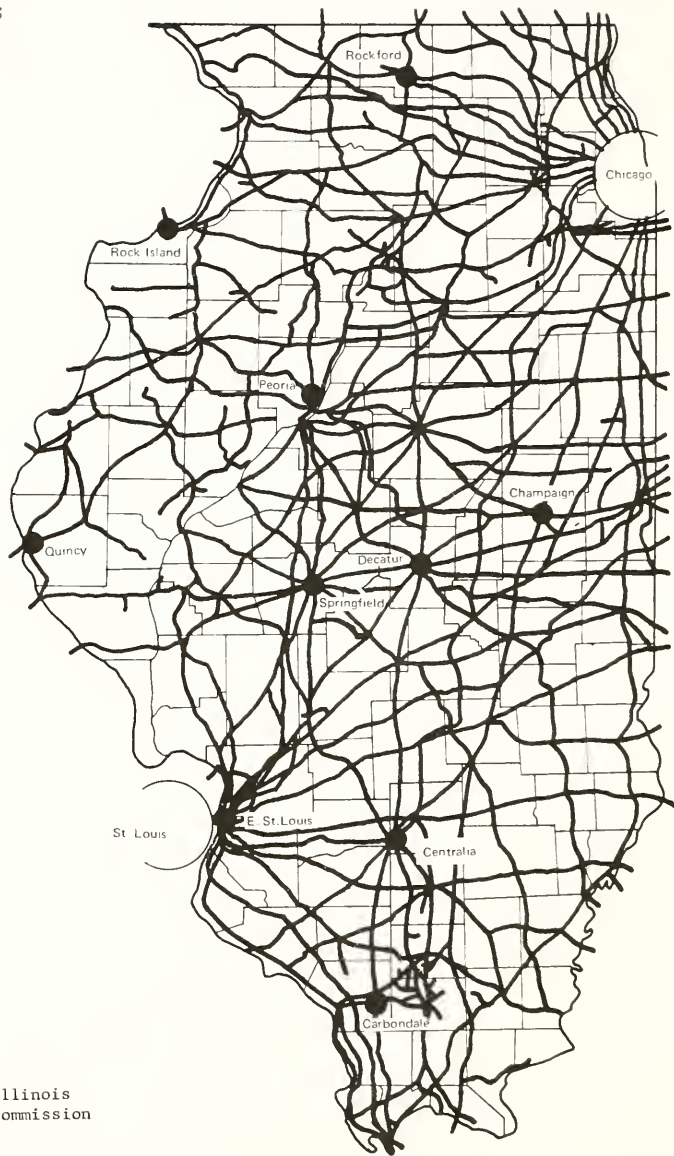 Rockford
Chicago
Rock Island
Peoria
Champaign
Quincy
Decatur
Springfield
St. Louis
E. St. Louis
Centralia
Carbondale
llinois
ommission